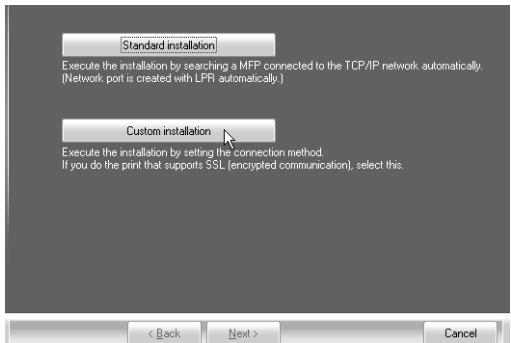 Standard installation
Execute the installation by searching a MFP connected to the TCP/IP network automatically.
(Network port is created with LPR automatically.)
Custom installation
Execute the installation by setting the connection method.
If you do the print that supports SSL (encrypted communication), select this.
< Back Next > Cancel